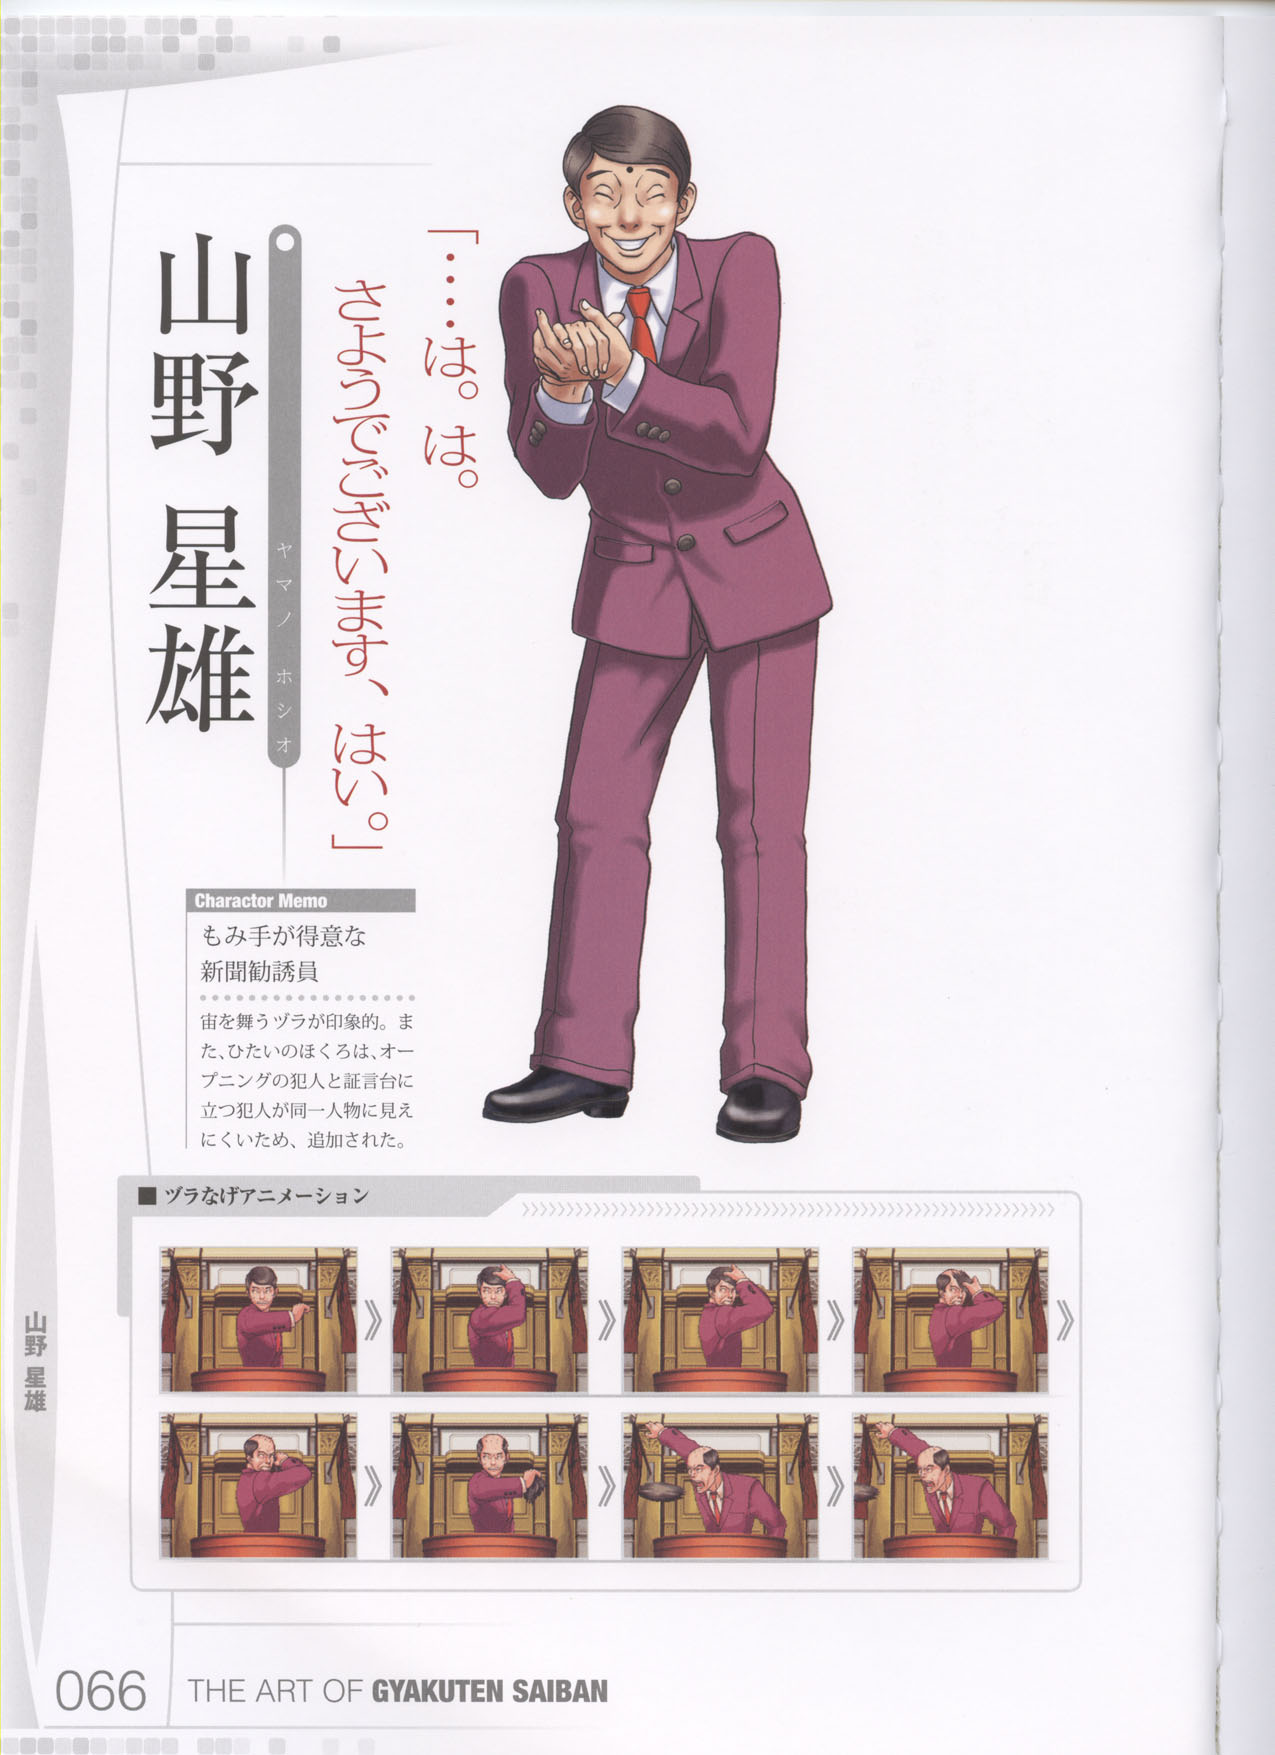 山野 星雄
ヤマノ ホシオ
「‥‥は。は。
さようでございます、はい。」
Charactor Memo
もみ手が得意な
新聞勧誘員
宙を舞うヅラが印象的。ま
た、ひたいのほくろは、オー
プニングの犯人と証言台に
立つ犯人が同一人物に見え
にくいため、追加された。
■ ヅラなげアニメーション
山野 星雄
066 THE ART OF GYAKUTEN SAIBAN